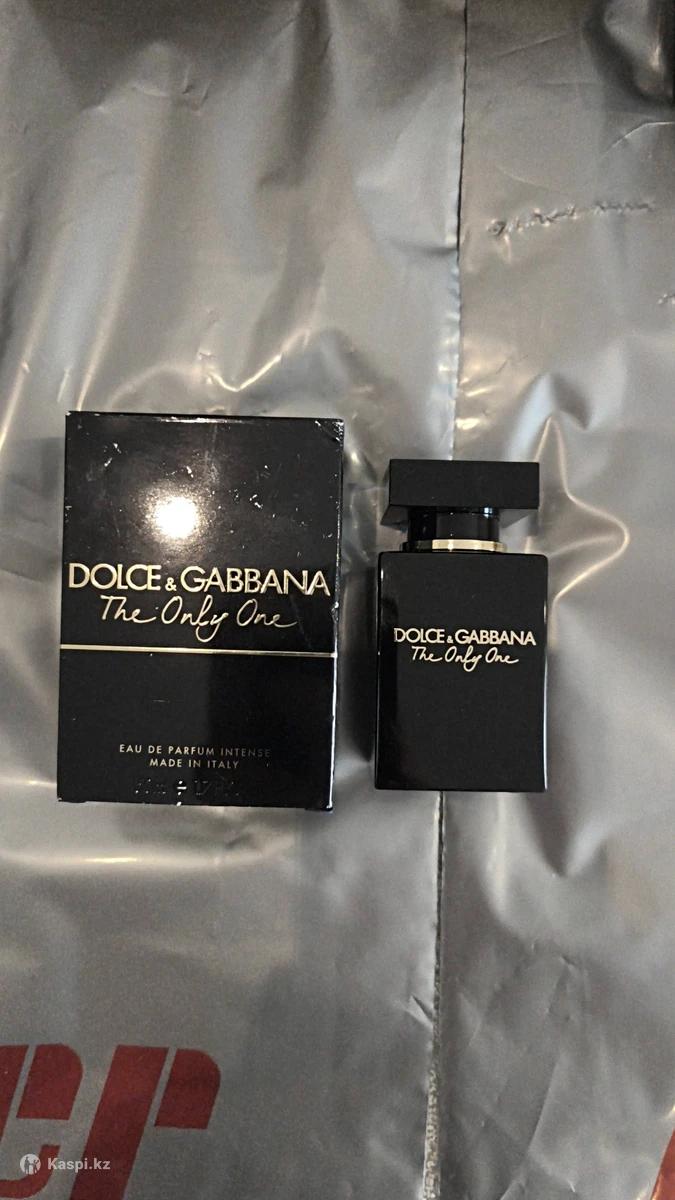 DOLCE & GABBANA
The Only One
EAU DE PARFUM INTENSE
MADE IN ITALY
DOLCE & GABBANA
The Only One
er
Kaspi.kz